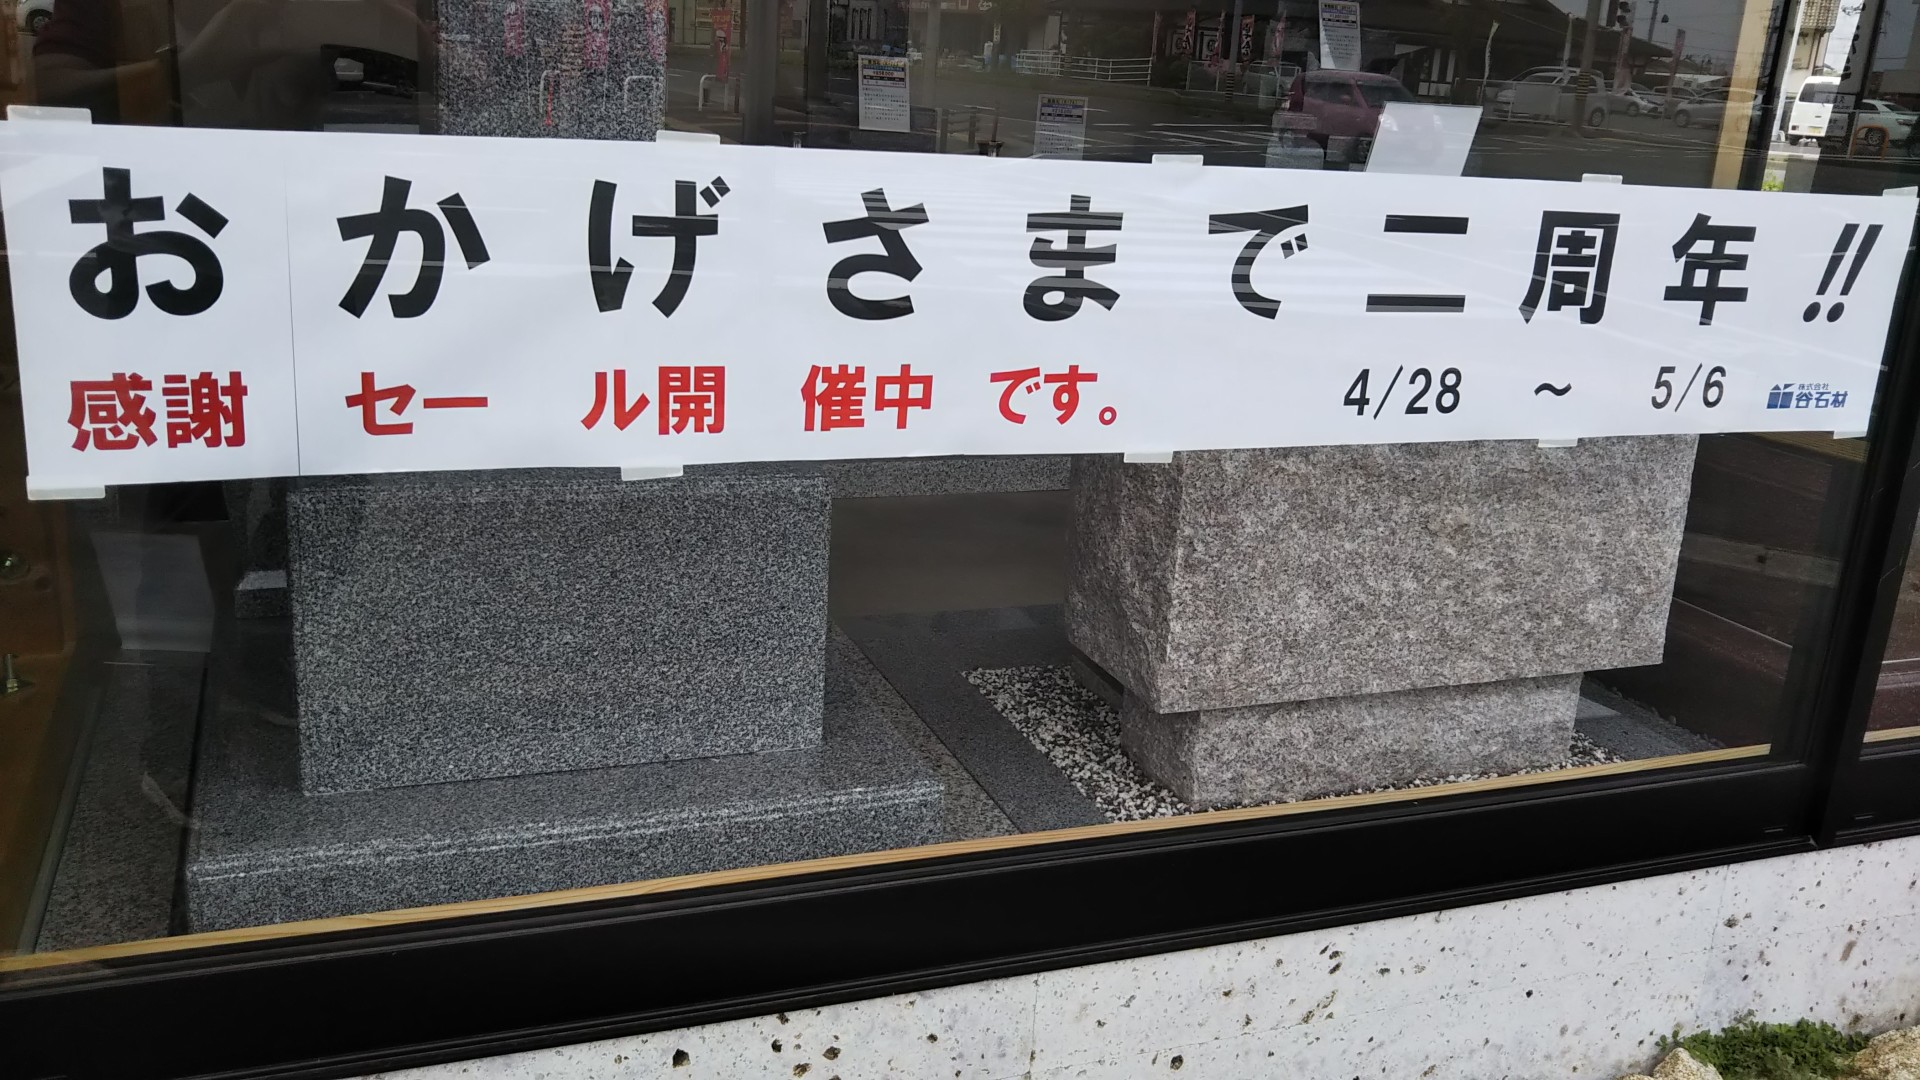 おかげさまで二周年!!
感謝セール開催中です。 4/28 ～ 5/6 株式会社 谷石材